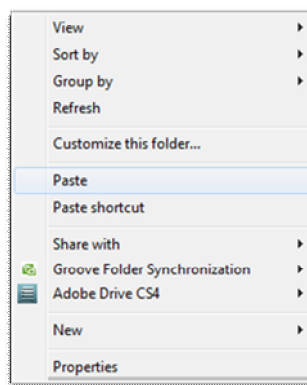 View
Sort by
Group by
Refresh
Customize this folder...
Paste
Paste shortcut
Share with
Groove Folder Synchronization
Adobe Drive CS4
New
Properties